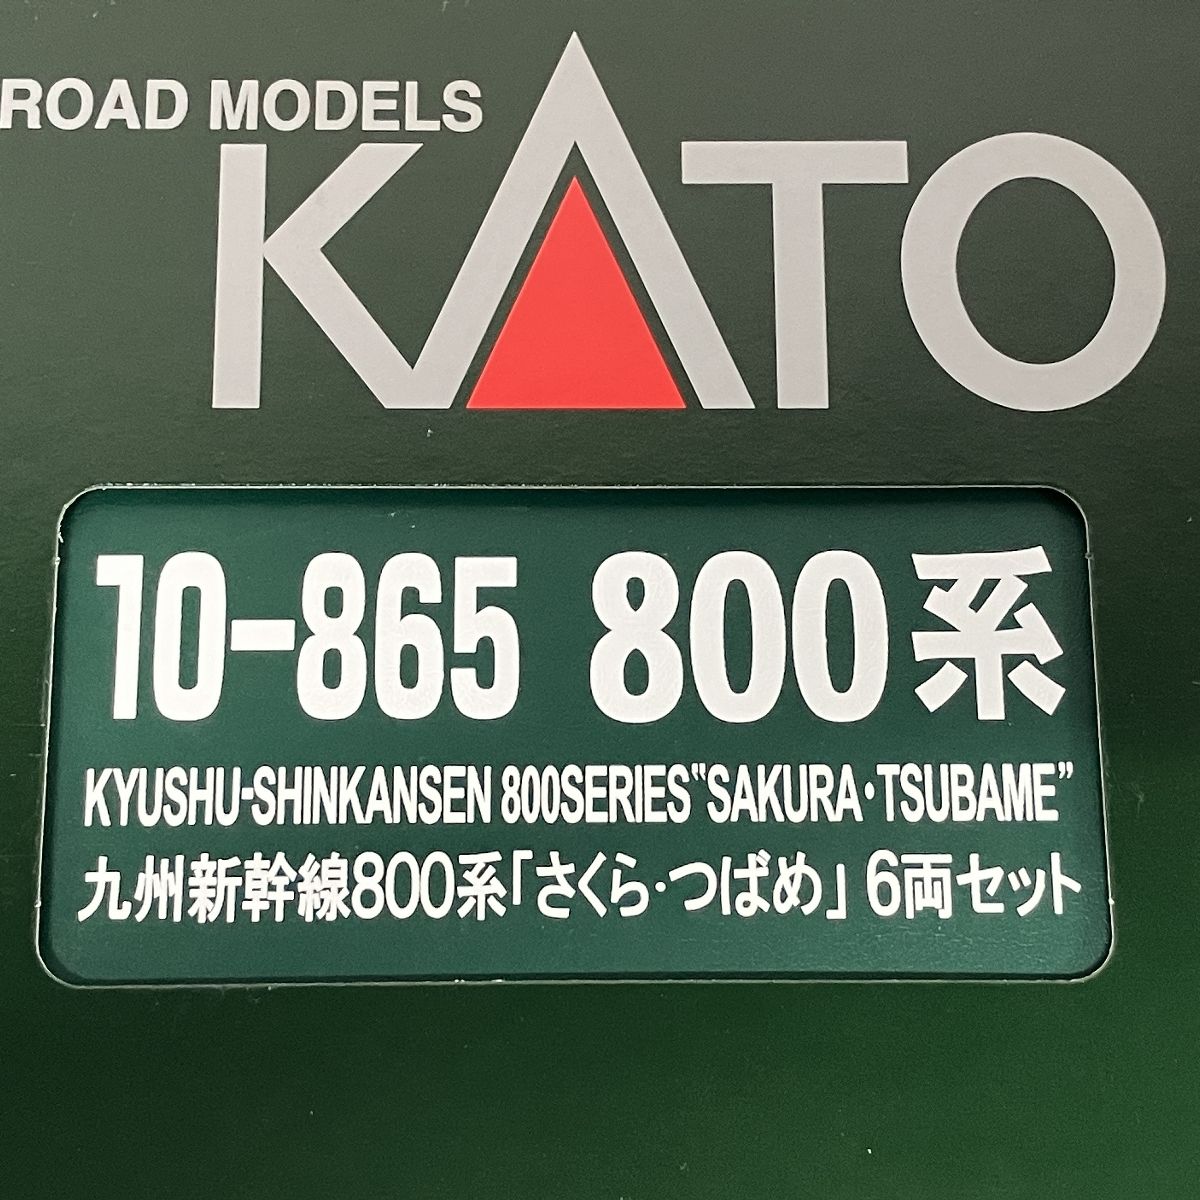 ROAD MODELS
KATO
10-865 800系
KYUSHU-SHINKANSEN 800SERIES"SAKURA・TSUBAME"
九州新幹線800系「さくら・つばめ」6両セット